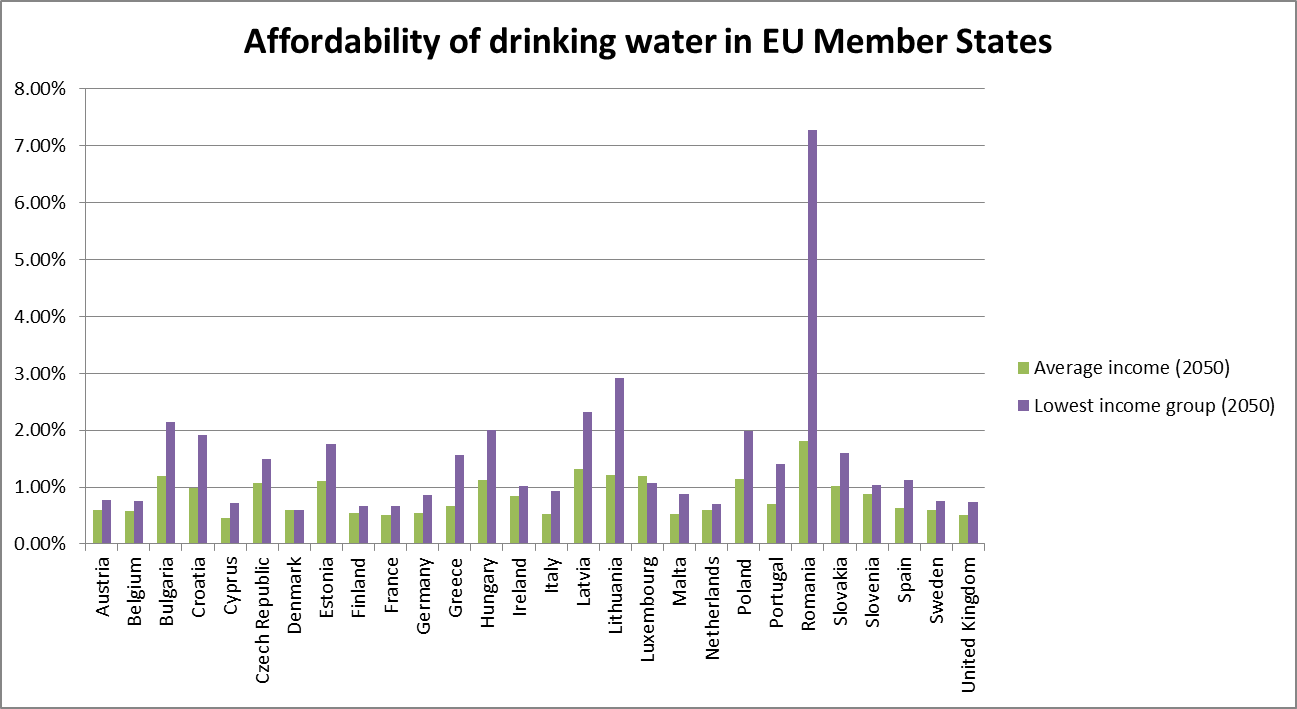 Affordability of drinking water in EU Member States
8.00%
7.00%
6.00%
5.00%
4.00%
3.00%
2.00%
1.00%
0.00%
Austria
Belgium
Bulgaria
Croatia
Cyprus
Czech Republic
Denmark
Estonia
Finland
France
Germany
Greece
Hungary
Ireland
Italy
Latvia
Lithuania
Luxembourg
Malta
Netherlands
Poland
Portugal
Romania
Slovakia
Slovenia
Spain
Sweden
United Kingdom
Average income (2050)
Lowest income group (2050)